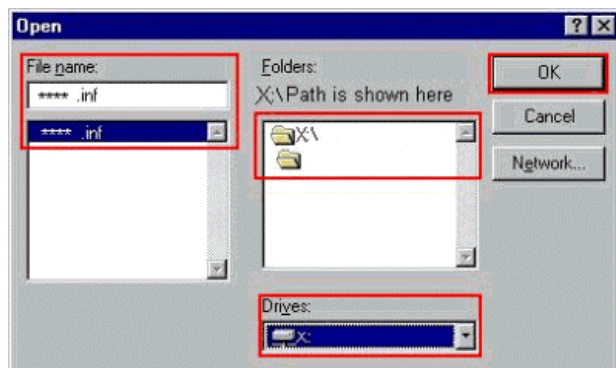 Open
File name:
**** .inf
**** .inf
Folders:
X:\Path is shown here
X:\
Drives:
X:
OK
Cancel
Network...